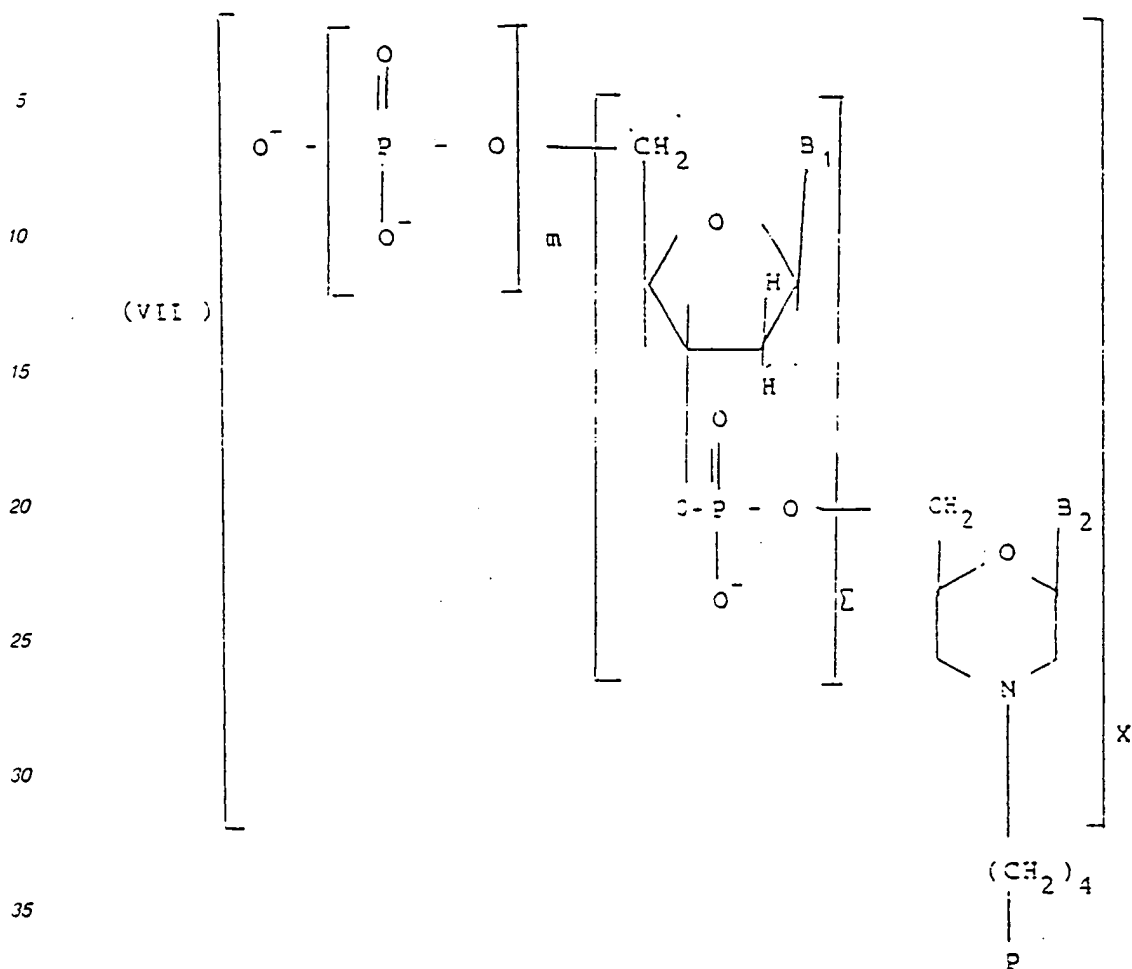 O
5
O⁻ - P - O CH₂ B₁
O
10
O⁻ m
H
(VII )
15
H
O
20
O- P - O CH₂ B₂
O
O⁻ Σ
25
N
X
30
(CH₂)₄
35
P